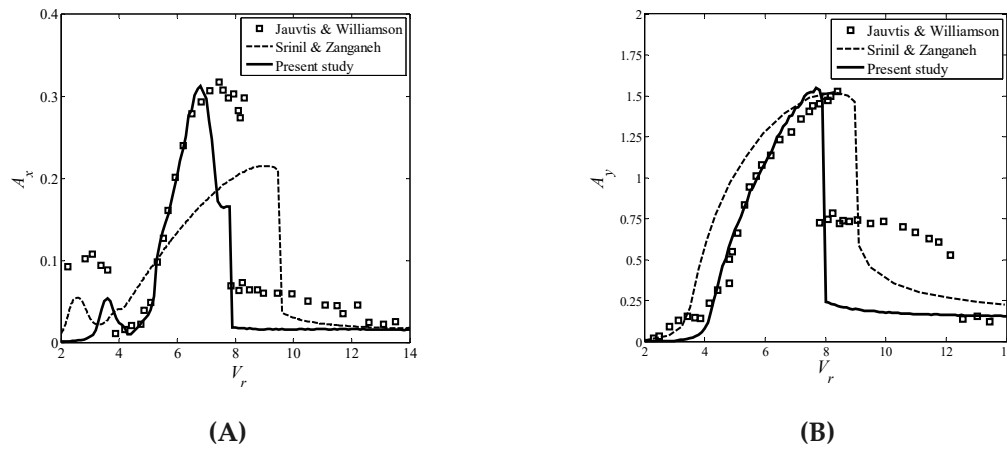 0.4
0.3
0.2
0.1
0
A_x
2 4 6 8 10 12 14
V_r
Jauvtis & Williamson
Srinil & Zanganeh
Present study
(A)
2
1.75
1.5
1.25
1
0.75
0.5
0.25
0
A_y
2 4 6 8 10 12 14
V_r
Jauvtis & Williamson
Srinil & Zanganeh
Present study
(B)